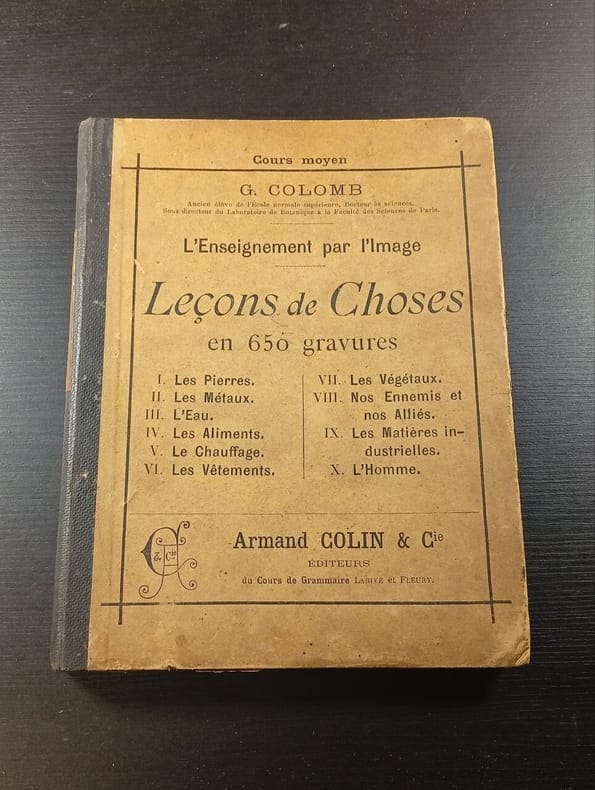 Cours moyen
G. COLOMB
Ancien élève de l'École normale supérieure, Docteur ès sciences,
Sous-directeur du Laboratoire de Botanique à la Faculté des Sciences de Paris.
L'Enseignement par l'Image
Leçons de Choses
en 650 gravures
I. Les Pierres.
II. Les Métaux.
III. L'Eau.
IV. Les Aliments.
V. Le Chauffage.
VI. Les Vêtements.
VII. Les Végétaux.
VIII. Nos Ennemis et
nos Alliés.
IX. Les Matières in-
dustrielles.
X. L'Homme.
Armand COLIN & Cie
ÉDITEURS
du Cours de Grammaire LARIVE et FLEURY.